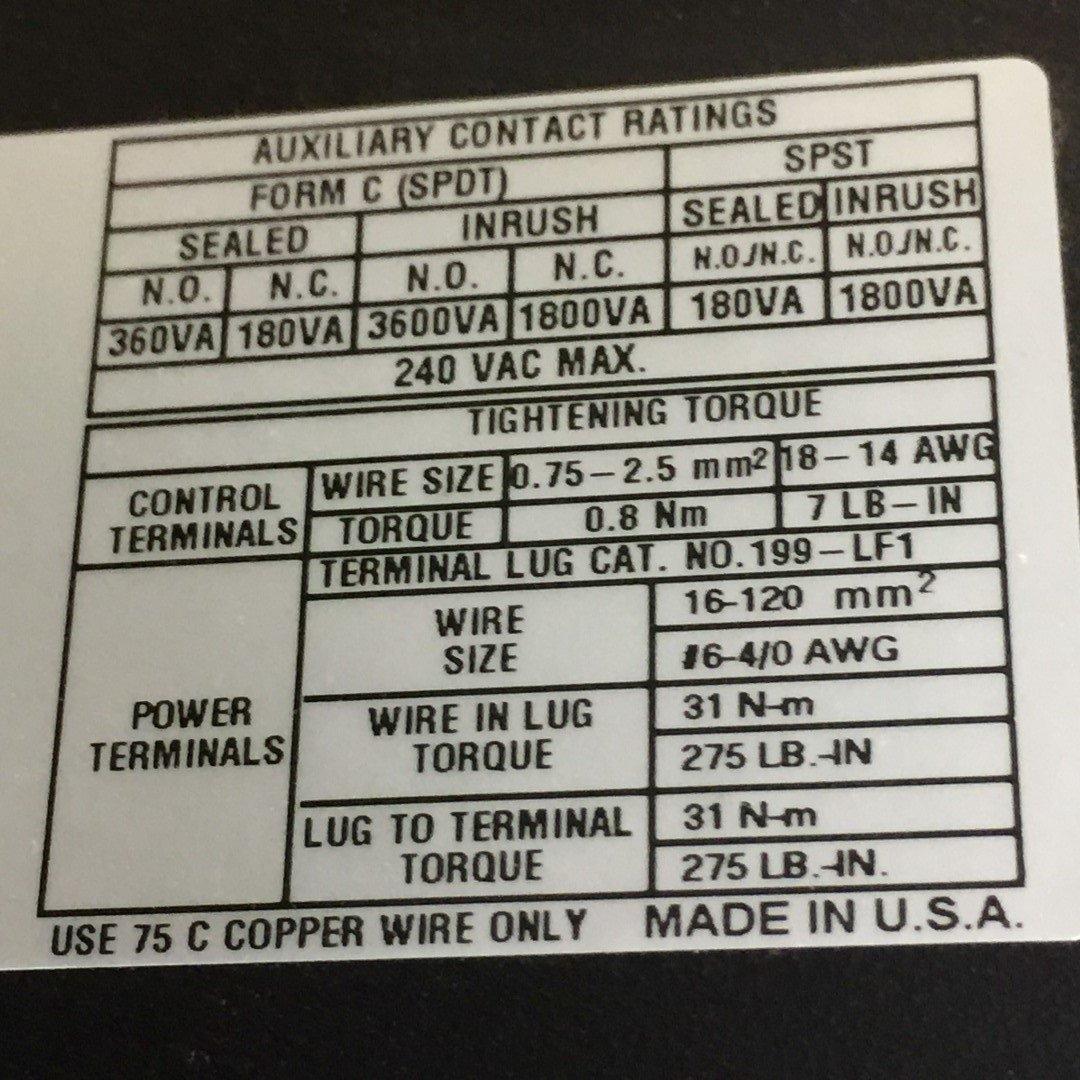 AUXILIARY CONTACT RATINGS
FORM C (SPDT) SPST
SEALED INRUSH SEALED INRUSH
N.O. N.C. N.O. N.C. N.O./N.C. N.O./N.C.
360VA 180VA 3600VA 1800VA 180VA 1800VA
240 VAC MAX.
TIGHTENING TORQUE
CONTROL TERMINALS WIRE SIZE 0.75-2.5 mm² 18-14 AWG
TORQUE 0.8 Nm 7 LB-IN
POWER TERMINALS TERMINAL LUG CAT. NO. 199-LF1
WIRE SIZE 16-120 mm²
#6-4/0 AWG
WIRE IN LUG TORQUE 31 N-m
275 LB.-IN
LUG TO TERMINAL TORQUE 31 N-m
275 LB.-IN.
USE 75 C COPPER WIRE ONLY MADE IN U.S.A.